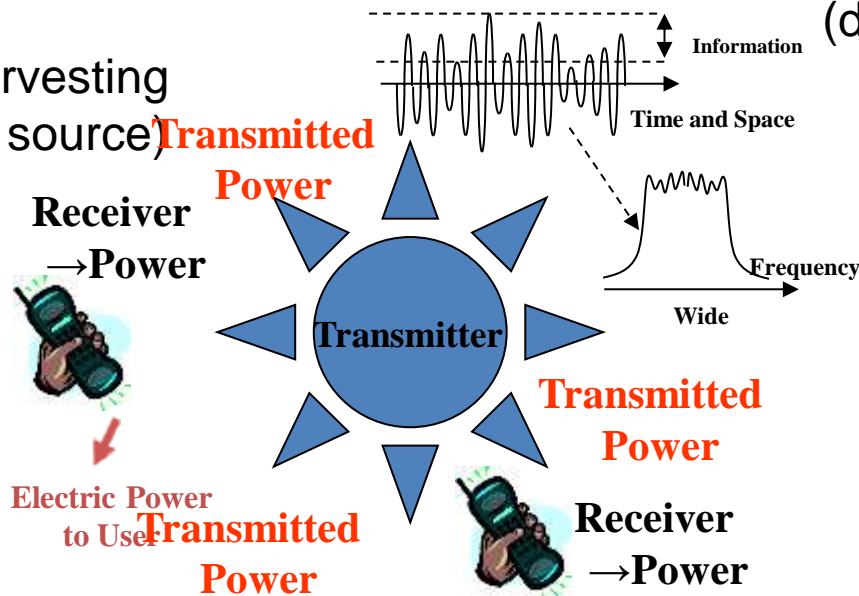 (d
Information
rvesting
source)
Time and Space
Transmitted
Power
Receiver
→Power
Frequency
Wide
Transmitter
Transmitted
Power
Electric Power
to User
Transmitted
Power
Receiver
→Power